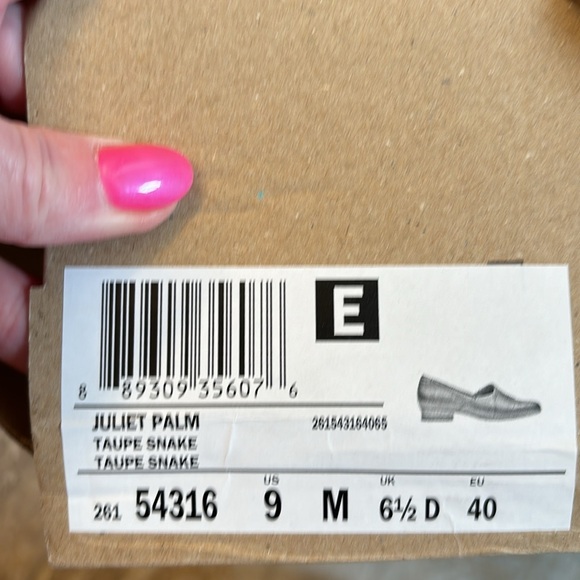 E
8 89309 35607 6
JULIET PALM 261543164065
TAUPE SNAKE
TAUPE SNAKE
US UK EU
261 54316 9 M 6½ D 40